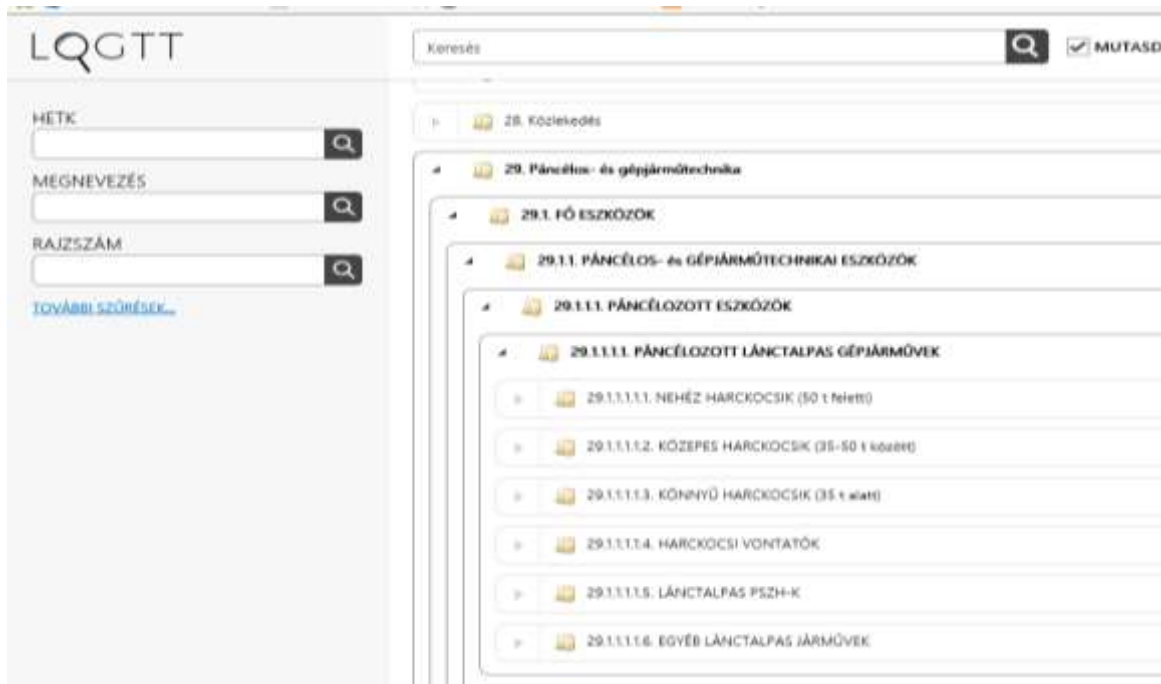 LOGTT
Keresés
MUTASD
HETK
MEGNEVEZÉS
RAJZSZÁM
TOVÁBBI SZŰRÉSEK...
28. Közlekedés
29. Páncélos- és gépjárműtechnika
29.1. FŐ ESZKÖZÖK
29.1.1. PÁNCÉLOS- és GÉPJÁRMŰTECHNIKAI ESZKÖZÖK
29.1.1.1. PÁNCÉLOZOTT ESZKÖZÖK
29.1.1.1.1. PÁNCÉLOZOTT LÁNCTALPAS GÉPJÁRMŰVEK
29.1.1.1.1.1. NEHÉZ HARCKOCSIK (50 t feletti)
29.1.1.1.1.2. KÖZEPES HARCKOCSIK (35-50 t között)
29.1.1.1.1.3. KÖNNYŰ HARCKOCSIK (35 t alatti)
29.1.1.1.1.4. HARCKOCSI VONTATÓK
29.1.1.1.1.5. LÁNCTALPAS PSZH-K
29.1.1.1.1.6. EGYÉB LÁNCTALPAS JÁRMŰVEK